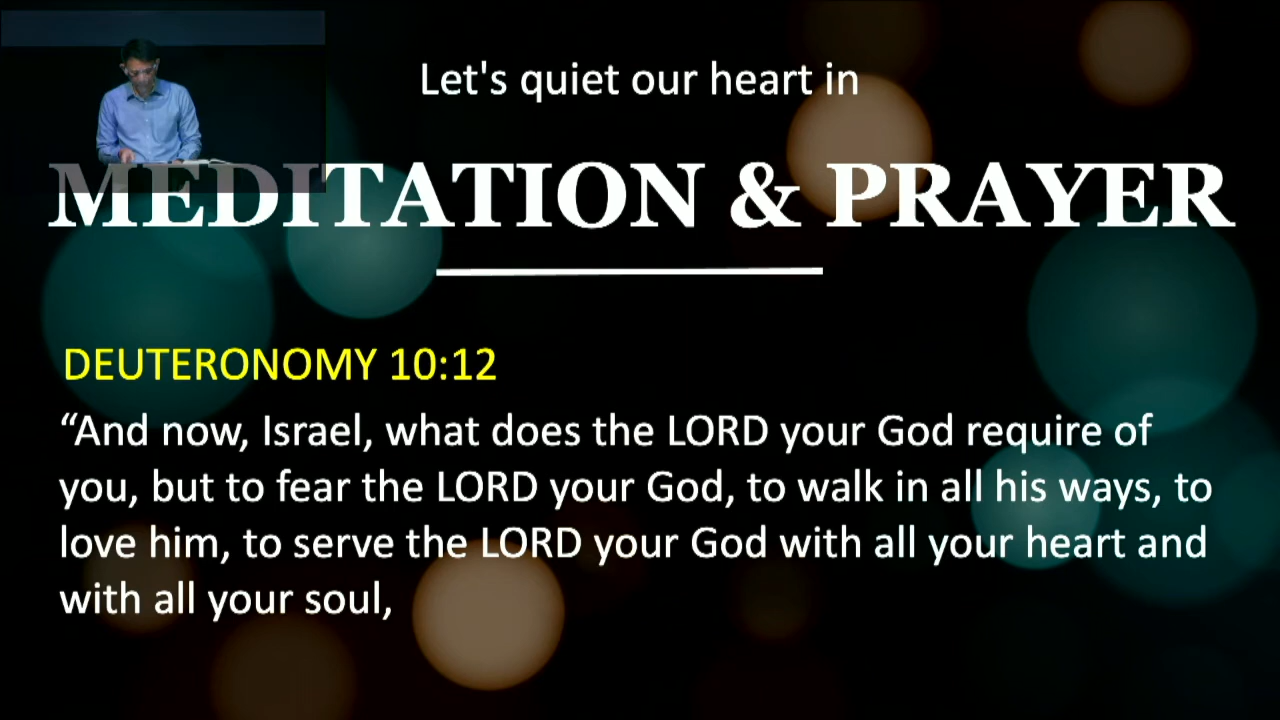 Let's quiet our heart in
MEDITATION & PRAYER
DEUTERONOMY 10:12
“And now, Israel, what does the LORD your God require of
you, but to fear the LORD your God, to walk in all his ways, to
love him, to serve the LORD your God with all your heart and
with all your soul,